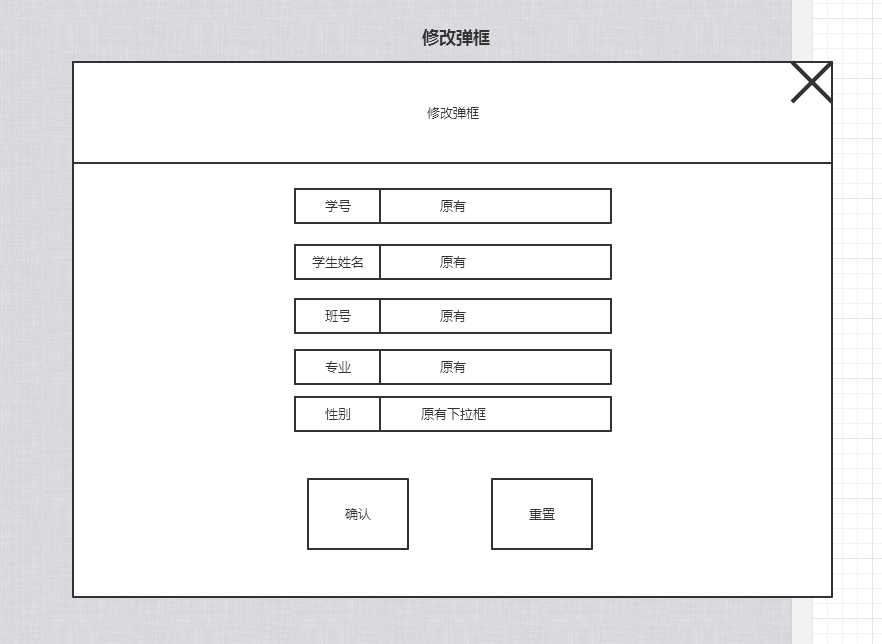 修改弹框
修改弹框
学号 原有
学生姓名 原有
班号 原有
专业 原有
性别 原有下拉框
确认 重置